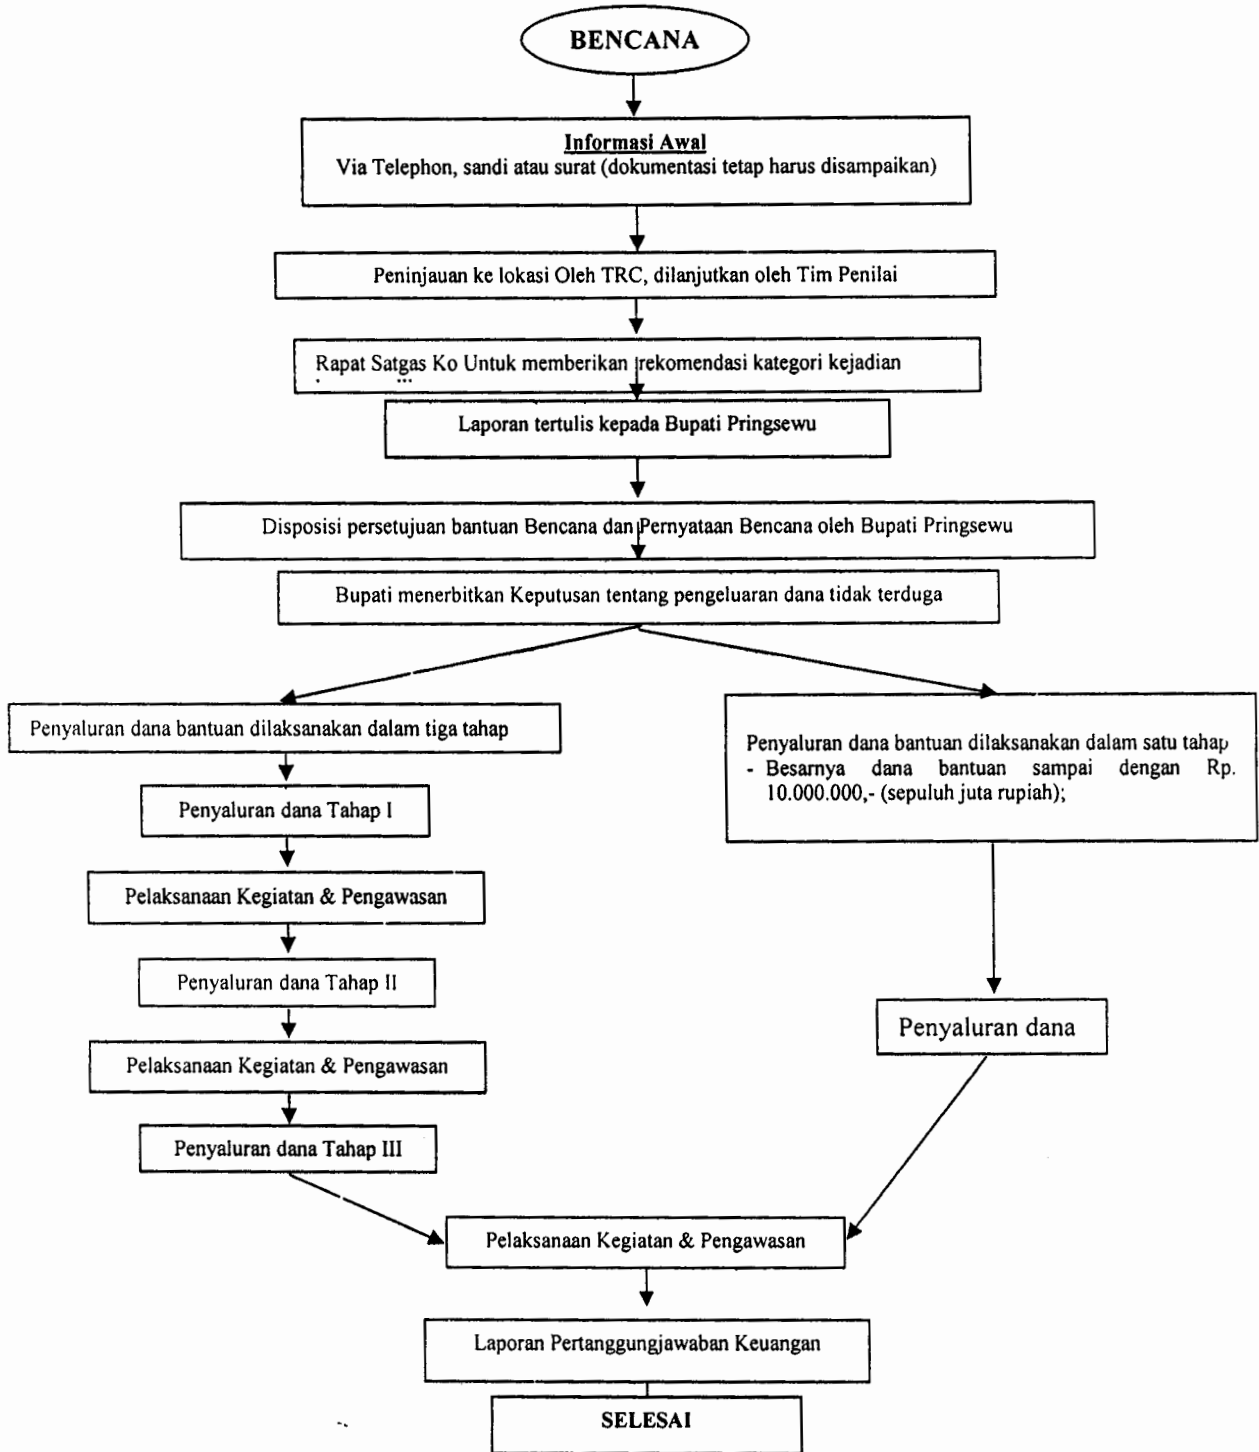 BENCANA
Informasi Awal
Via Telephon, sandi atau surat (dokumentasi tetap harus disampaikan)
Peninjauan ke lokasi Oleh TRC, dilanjutkan oleh Tim Penilai
Rapat Satgas Ko Untuk memberikan rekomendasi kategori kejadian
Laporan tertulis kepada Bupati Pringsewu
Disposisi persetujuan bantuan Bencana dan Pernyataan Bencana oleh Bupati Pringsewu
Bupati menerbitkan Keputusan tentang pengeluaran dana tidak terduga
Penyaluran dana bantuan dilaksanakan dalam tiga tahap
Penyaluran dana Tahap I
Pelaksanaan Kegiatan & Pengawasan
Penyaluran dana Tahap II
Pelaksanaan Kegiatan & Pengawasan
Penyaluran dana Tahap III
Penyaluran dana bantuan dilaksanakan dalam satu tahap
- Besarnya dana bantuan sampai dengan Rp.
10.000.000,- (sepuluh juta rupiah);
Penyaluran dana
Pelaksanaan Kegiatan & Pengawasan
Laporan Pertanggungjawaban Keuangan
SELESAI